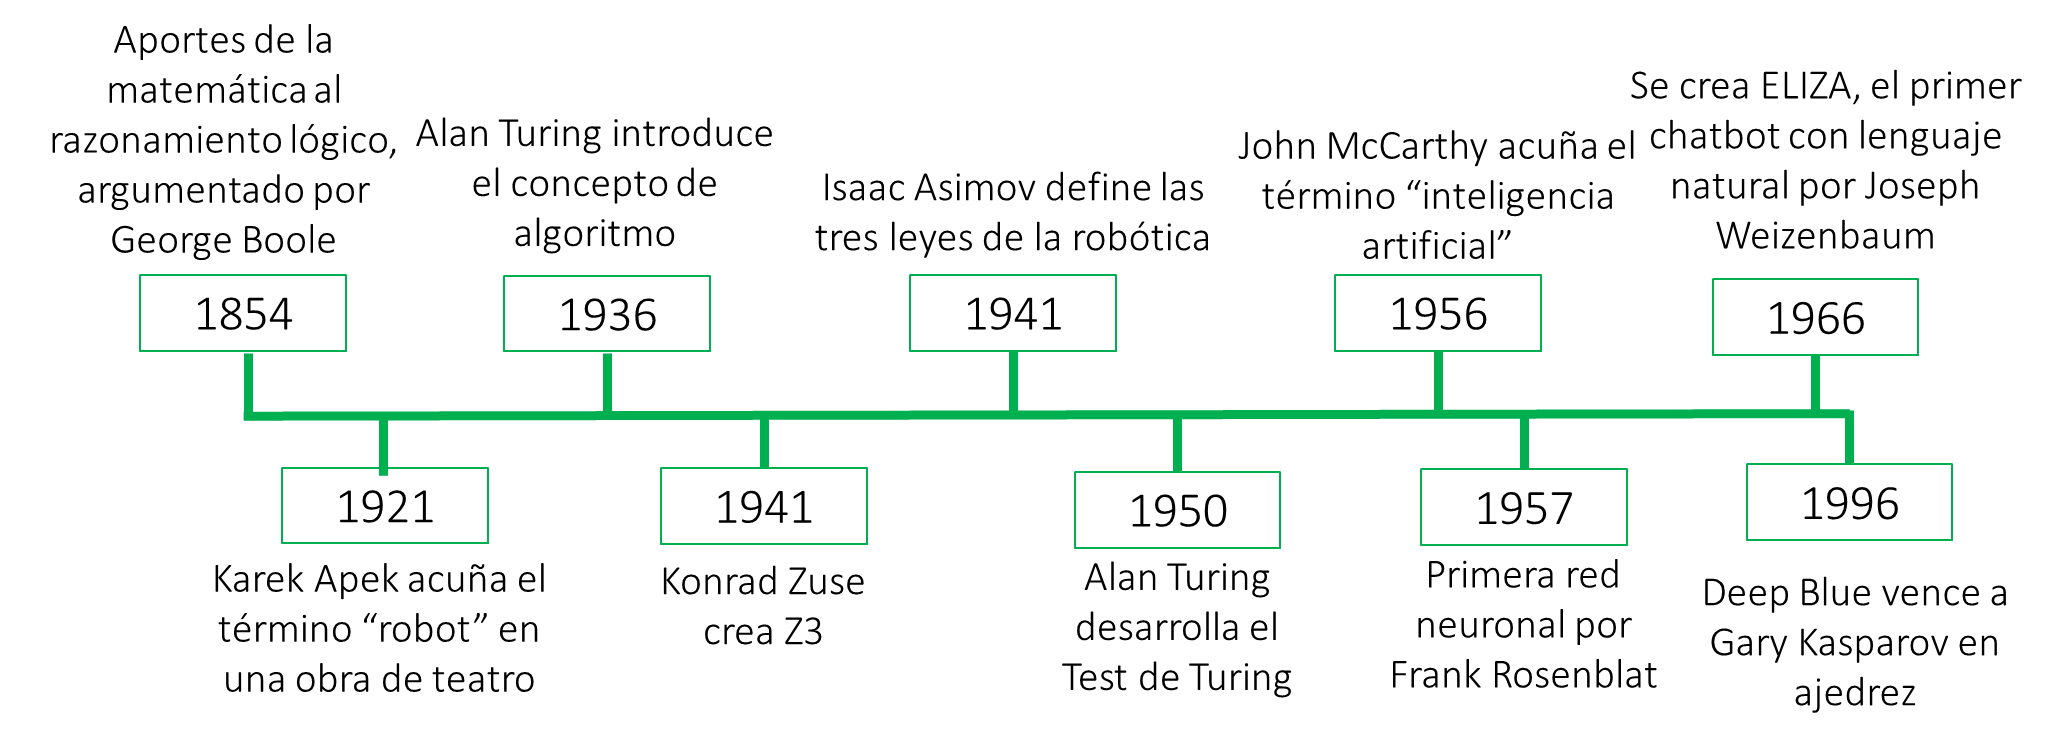 Aportes de la
matemática al
razonamiento lógico,
argumentado por
George Boole
1854
Karek Apek acuña el
término “robot” en
una obra de teatro
1921
Alan Turing introduce
el concepto de
algoritmo
1936
Konrad Zuse
crea Z3
1941
Isaac Asimov define las
tres leyes de la robótica
1941
Alan Turing
desarrolla el
Test de Turing
1950
John McCarthy acuña el
término “inteligencia
artificial”
1956
Primera red
neuronal por
Frank Rosenblat
1957
Se crea ELIZA, el primer
chatbot con lenguaje
natural por Joseph
Weizenbaum
1966
Deep Blue vence a
Gary Kasparov en
ajedrez
1996